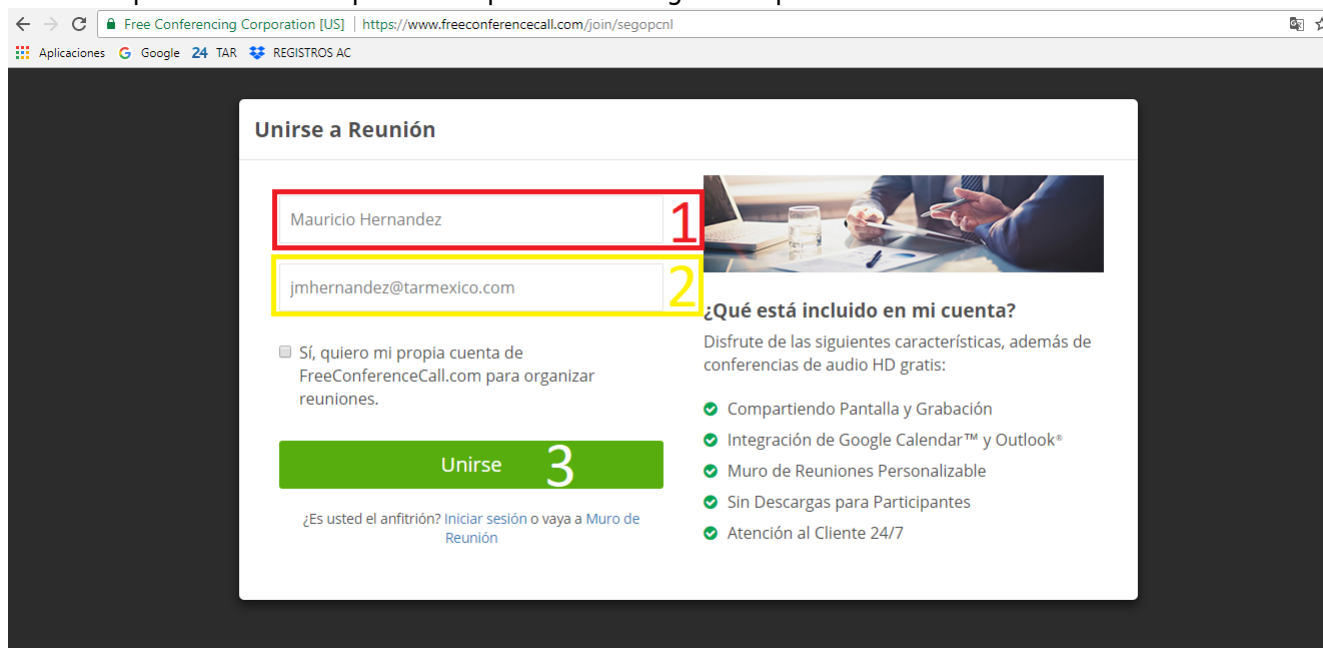 Free Conferencing Corporation [US] | https://www.freeconferencecall.com/join/segopcnl
Aplicaciones Google 24 TAR REGISTROS AC
Unirse a Reunión
Mauricio Hernandez 1
jmhernandez@tarmexico.com 2
Sí, quiero mi propia cuenta de
FreeConferenceCall.com para organizar
reuniones.
Unirse 3
¿Es usted el anfitrión? Iniciar sesión o vaya a Muro de
Reunión
¿Qué está incluido en mi cuenta?
Disfrute de las siguientes características, además de
conferencias de audio HD gratis:
Compartiendo Pantalla y Grabación
Integración de Google Calendar™ y Outlook®
Muro de Reuniones Personalizable
Sin Descargas para Participantes
Atención al Cliente 24/7